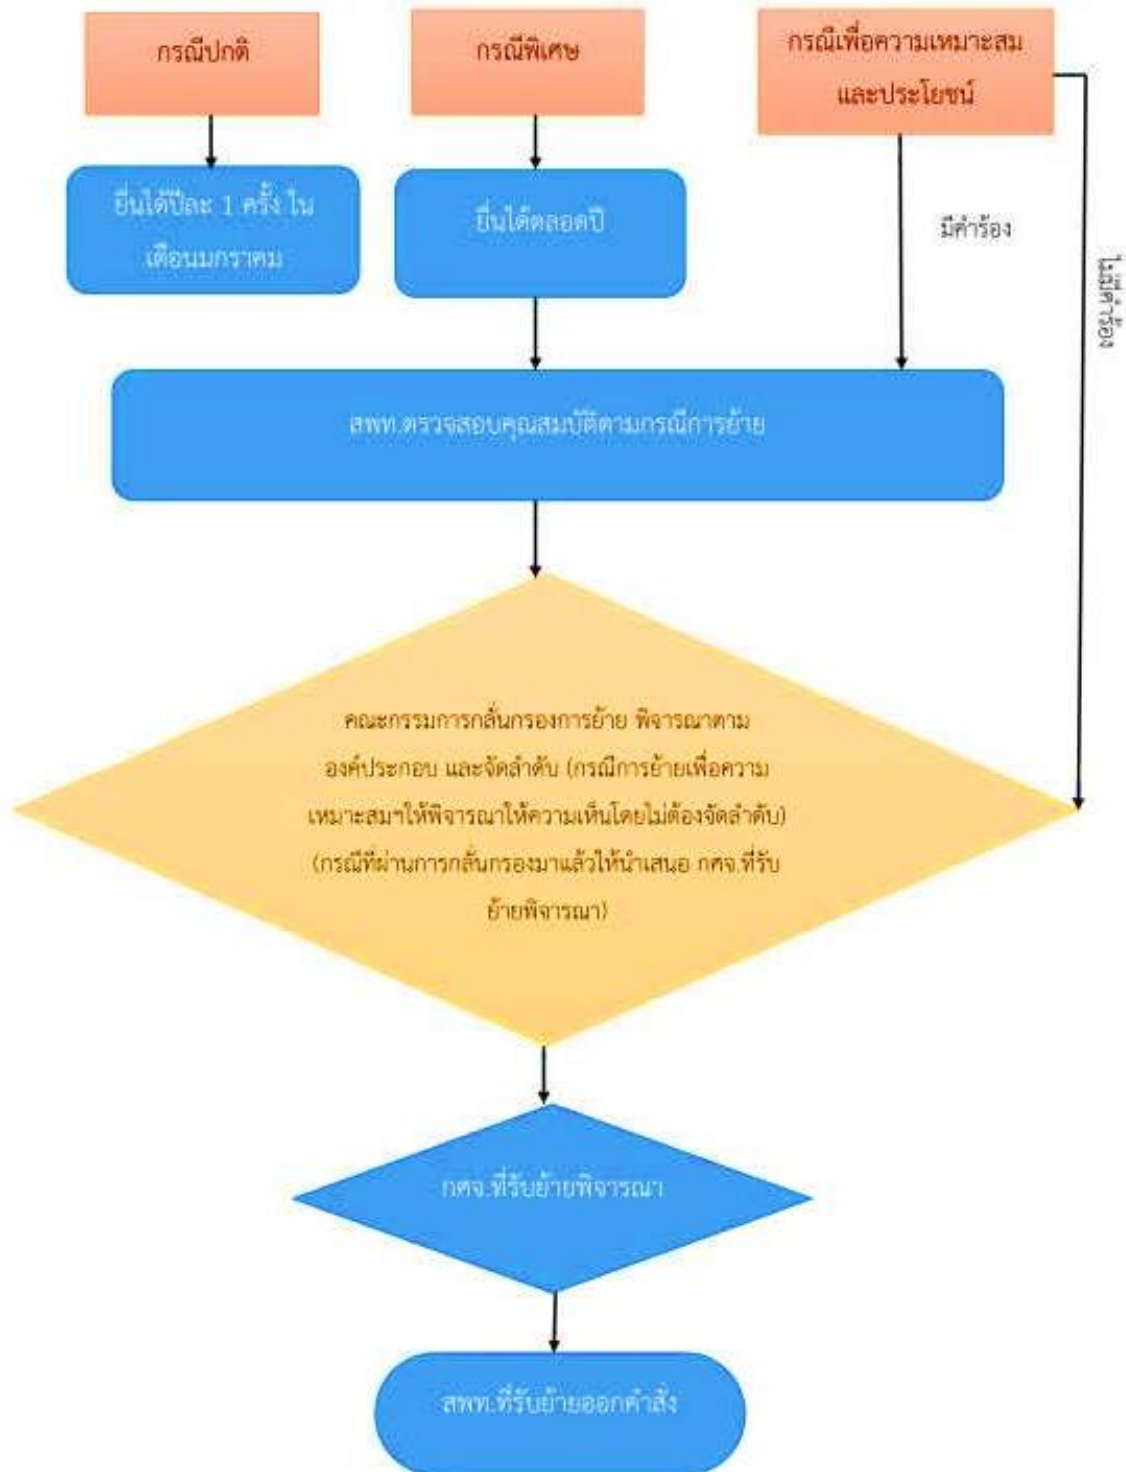 กรณีปกติ
กรณีพิเศษ
กรณีเพื่อความเหมาะสม
และประโยชน์
ยื่นได้ปีละ 1 ครั้ง ใน
เดือนมกราคม
ยื่นได้ตลอดปี
มีคำร้อง
ไม่มีคำร้อง
สพท.ตรวจสอบคุณสมบัติตามกรณีการย้าย
คณะกรรมการกลั่นกรองการย้าย พิจารณาตาม
องค์ประกอบ และจัดลำดับ (กรณีการย้ายเพื่อความ
เหมาะสมฯให้พิจารณาให้ความเห็นโดยไม่ต้องจัดลำดับ)
(กรณีที่ผ่านการกลั่นกรองมาแล้วให้นำเสนอ กศจ.ที่รับ
ย้ายพิจารณา)
กศจ.ที่รับย้ายพิจารณา
สพท.ที่รับย้ายออกคำสั่ง